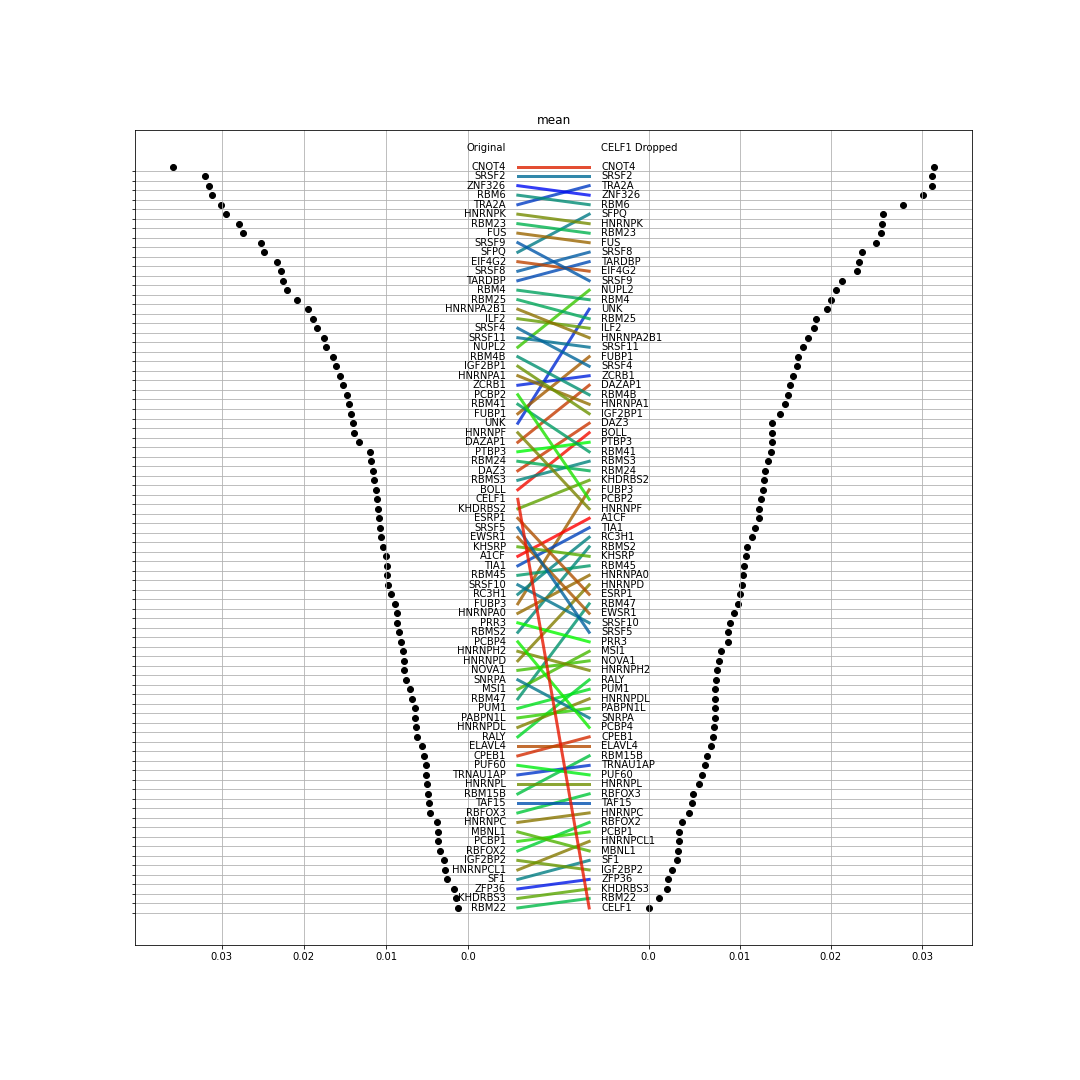 mean
Original CELF1 Dropped
CNOT4 CNOT4
SRSF2 SRSF2
ZNF326 TRA2A
RBM6 ZNF326
TRA2A RBM6
HNRNPK SFPQ
RBM23 HNRNPK
FUS RBM23
SRSF9 FUS
SFPQ SRSF8
EIF4G2 TARDBP
SRSF8 EIF4G2
TARDBP SRSF9
RBM4 NUPL2
RBM25 RBM4
HNRNPA2B1 UNK
ILF2 RBM25
SRSF4 ILF2
SRSF11 HNRNPA2B1
NUPL2 SRSF11
RBM4B FUBP1
IGF2BP1 SRSF4
HNRNPA1 ZCRB1
ZCRB1 DAZAP1
PCBP2 RBM4B
RBM41 HNRNPA1
FUBP1 IGF2BP1
UNK DAZ3
HNRNPF BOLL
DAZAP1 PTBP3
PTBP3 RBM41
RBM24 RBMS3
DAZ3 RBM24
RBMS3 KHDRBS2
BOLL FUBP3
CELF1 PCBP2
KHDRBS2 HNRNPF
ESRP1 A1CF
SRSF5 TIA1
EWSR1 RC3H1
KHSRP RBMS2
A1CF KHSRP
TIA1 RBM45
RBM45 HNRNPA0
SRSF10 HNRNPD
RC3H1 ESRP1
FUBP3 RBM47
HNRNPA0 EWSR1
PRR3 SRSF10
RBMS2 SRSF5
PCBP4 PRR3
HNRNPH2 MSI1
HNRNPD NOVA1
NOVA1 HNRNPH2
SNRPA RALY
MSI1 PUM1
RBM47 HNRNPDL
PUM1 PABPN1L
PABPN1L SNRPA
HNRNPDL PCBP4
RALY CPEB1
ELAVL4 ELAVL4
CPEB1 RBM15B
PUF60 TRNAU1AP
TRNAU1AP PUF60
HNRNPL HNRNPL
RBM15B RBFOX3
TAF15 TAF15
RBFOX3 HNRNPC
HNRNPC RBFOX2
MBNL1 PCBP1
PCBP1 HNRNPCL1
RBFOX2 MBNL1
IGF2BP2 SF1
HNRNPCL1 IGF2BP2
SF1 ZFP36
ZFP36 KHDRBS3
KHDRBS3 RBM22
RBM22 CELF1
0.03 0.02 0.01 0.0 0.0 0.01 0.02 0.03